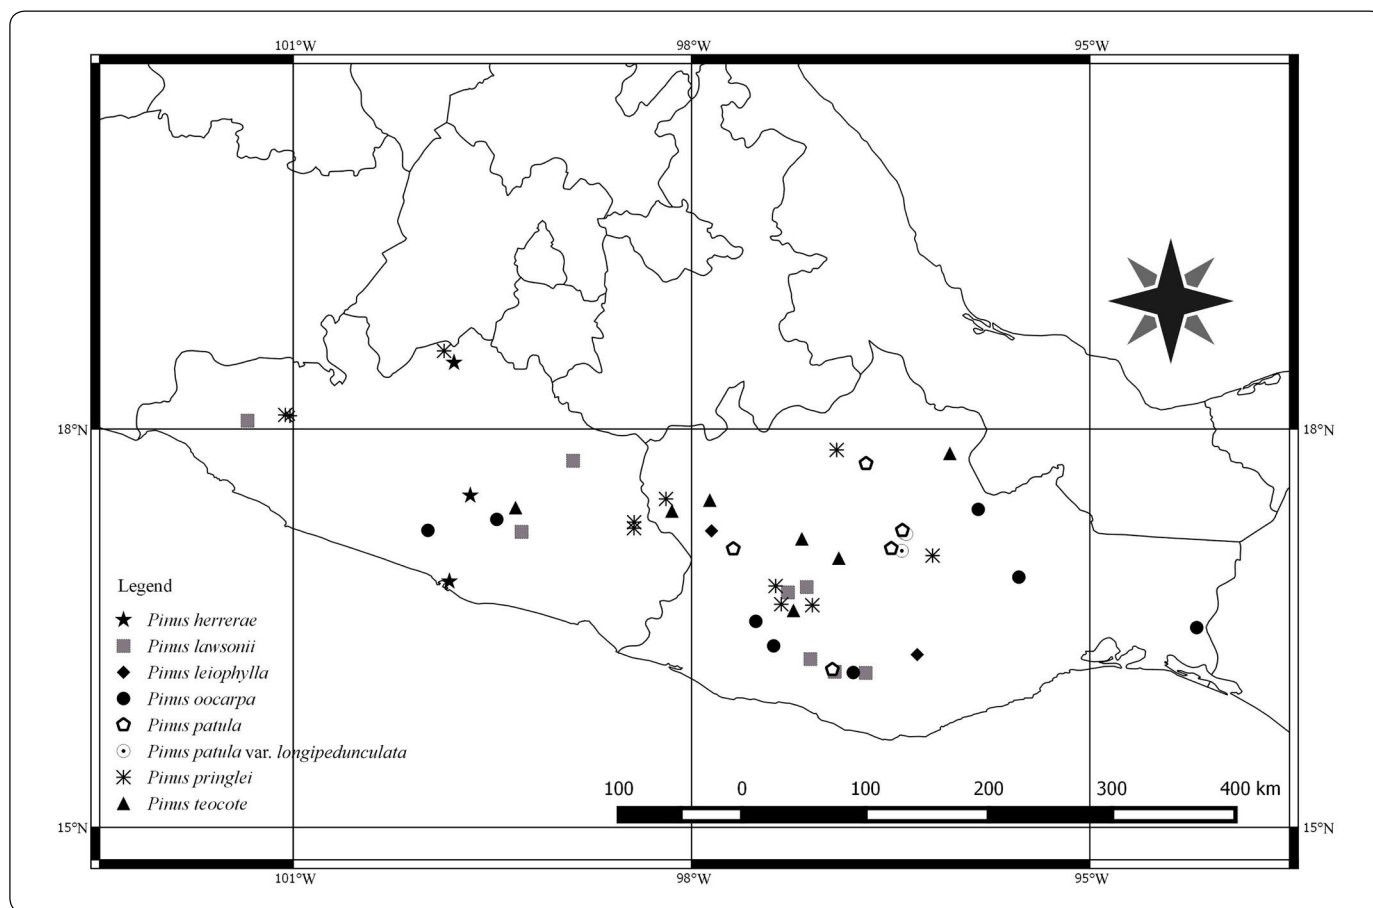 101°W 98°W 95°W
18°N 18°N
Legend
Pinus herrerae
Pinus lawsonii
Pinus leiophylla
Pinus oocarpa
Pinus patula
Pinus patula var. longipedunculata
Pinus pringlei
Pinus teocote
100 0 100 200 300 400 km
15°N 15°N
101°W 98°W 95°W